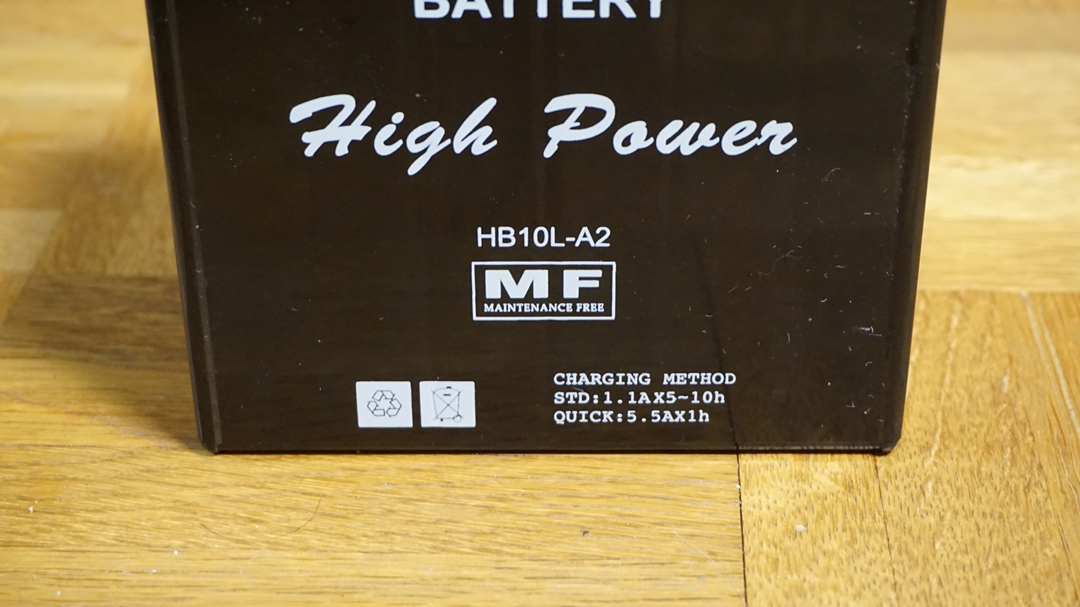 BATTERY
High Power
HB10L-A2
MF
MAINTENANCE FREE
CHARGING METHOD
STD:1.1AX5~10h
QUICK:5.5AX1h